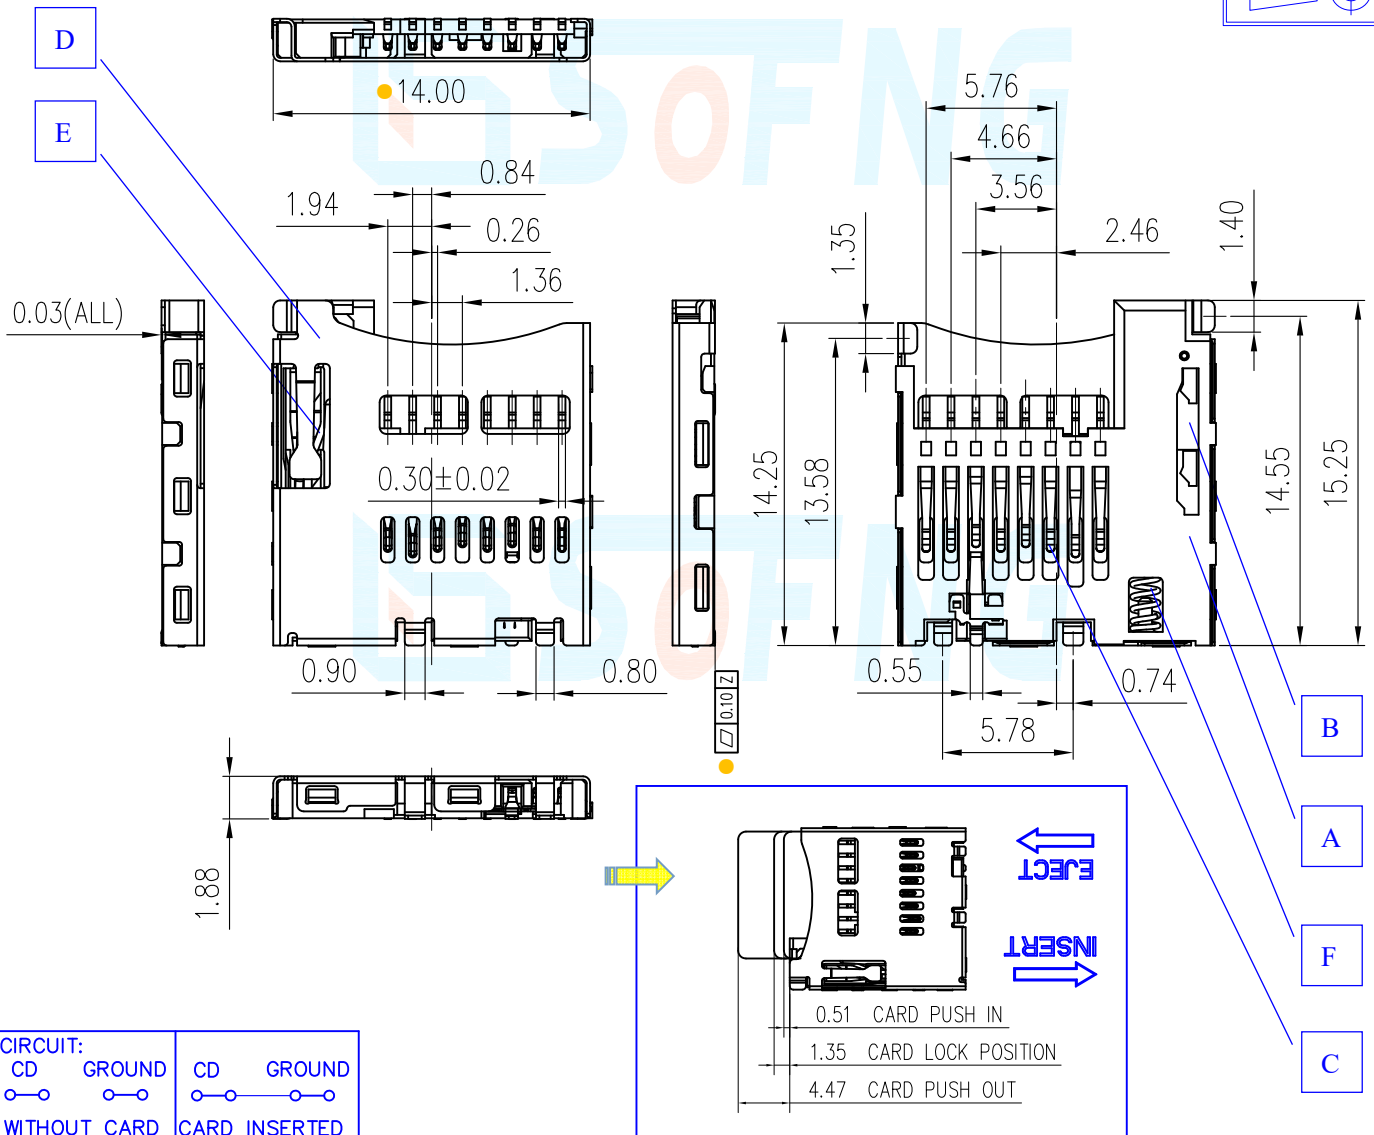 D
E
SOFNG
14.00
5.76
4.66
0.84
3.56
1.94
1.40
0.26
2.46
1.35
1.36
0.03(ALL)
0.30±0.02
14.25
13.58
14.55
15.25
SOFNG
0.90
0.80
0.55
0.74
0.10 Z
5.78
B
A
F
C
1.88
EJECT
INSERT
0.51 CARD PUSH IN
1.35 CARD LOCK POSITION
4.47 CARD PUSH OUT
CIRCUIT:
CD GROUND
CD GROUND
WITHOUT CARD
CARD INSERTED